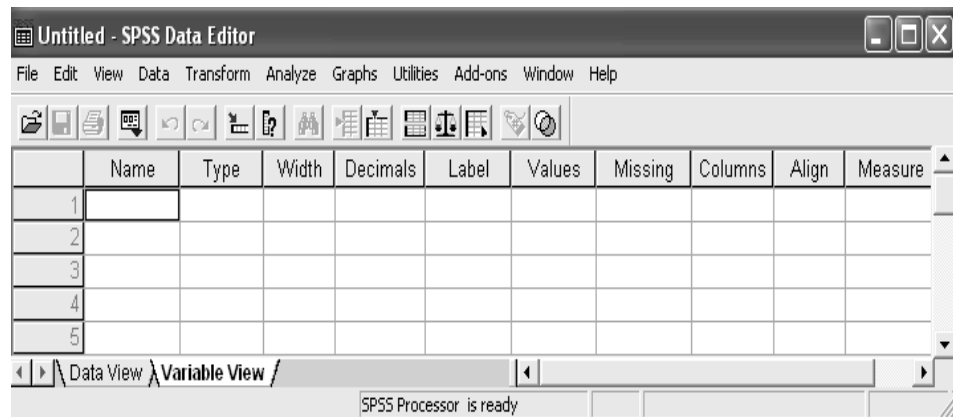 Untitled - SPSS Data Editor
File Edit View Data Transform Analyze Graphs Utilities Add-ons Window Help
Name Type Width Decimals Label Values Missing Columns Align Measure
1
2
3
4
5
Data View Variable View
SPSS Processor is ready